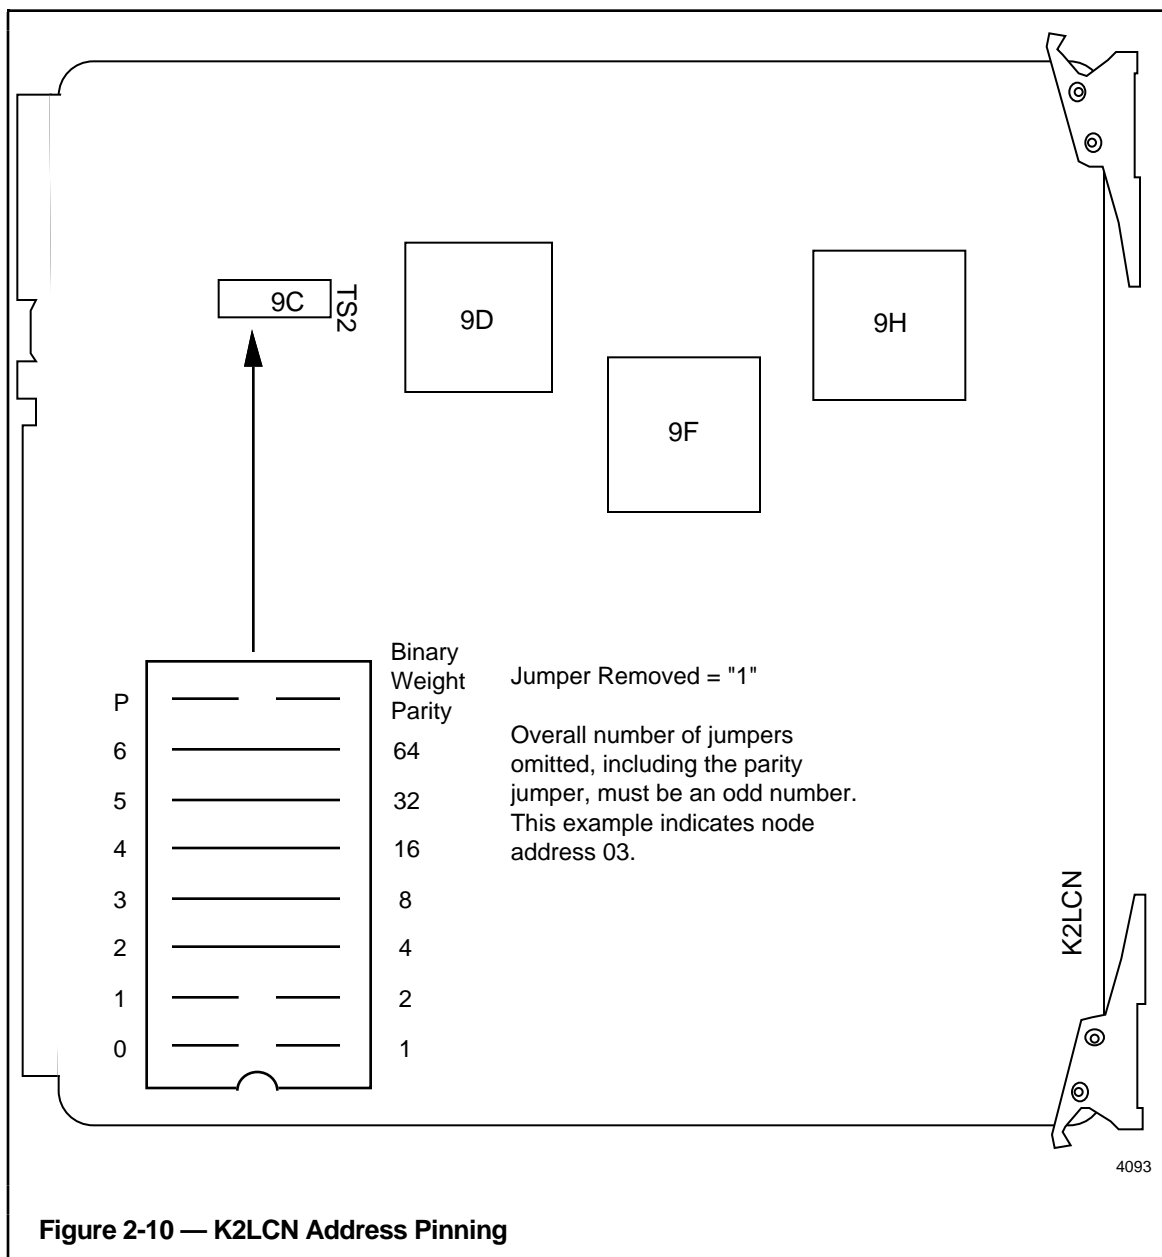 9C
TS2
9D
9H
9F
Binary
Weight
Parity
P
6 64
5 32
4 16
3 8
2 4
1 2
0 1
Jumper Removed = "1"
Overall number of jumpers
omitted, including the parity
jumper, must be an odd number.
This example indicates node
address 03.
K2LCN
4093
Figure 2-10 — K2LCN Address Pinning